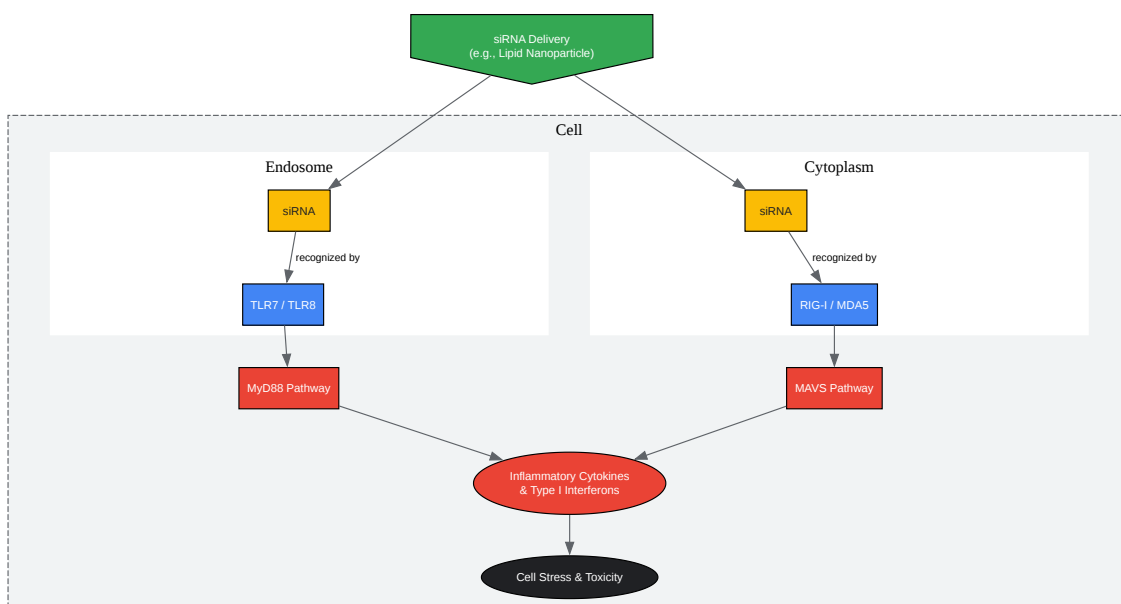 siRNA Delivery
(e.g., Lipid Nanoparticle)
Cell
Endosome
Cytoplasm
siRNA
siRNA
recognized by
recognized by
TLR7 / TLR8
RIG-I / MDA5
MyD88 Pathway
MAVS Pathway
Inflammatory Cytokines
& Type I Interferons
Cell Stress & Toxicity